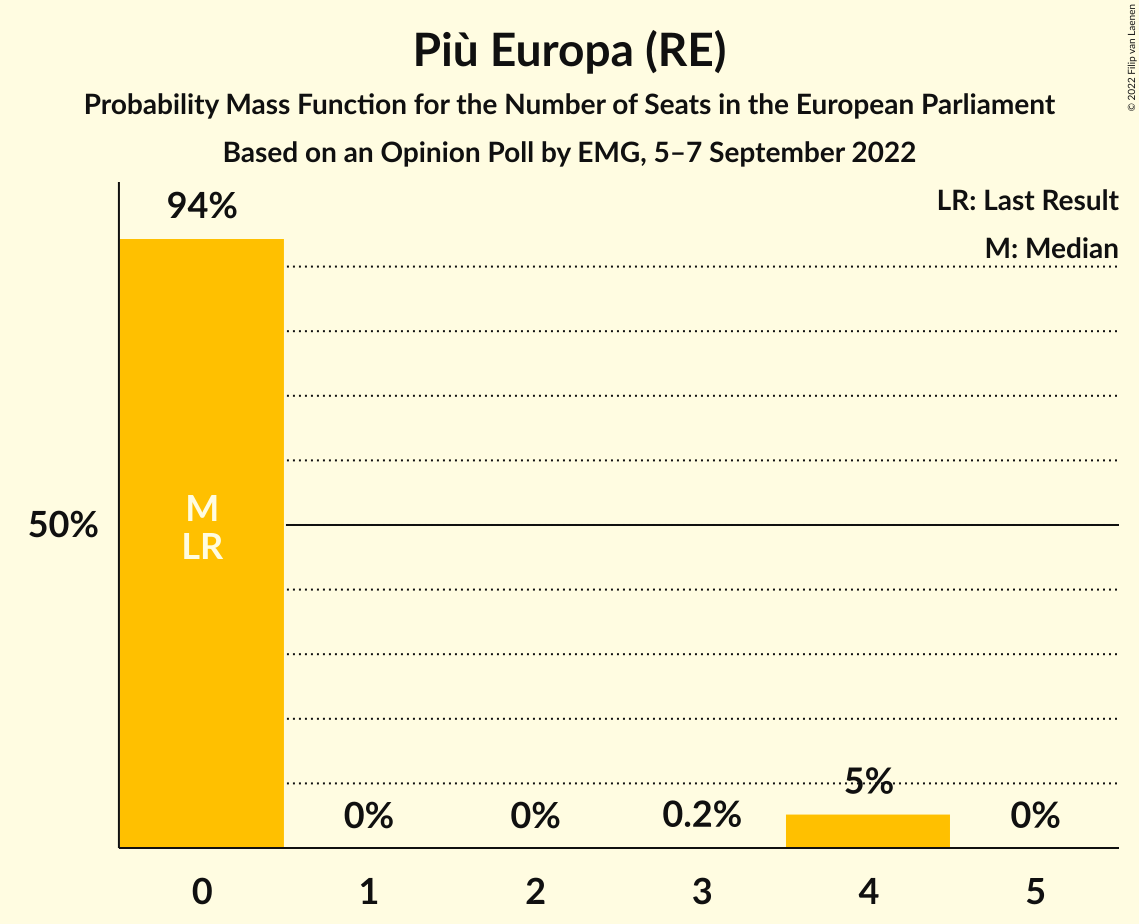 Più Europa (RE)
Probability Mass Function for the Number of Seats in the European Parliament
Based on an Opinion Poll by EMG, 5–7 September 2022
© 2022 Filip van Laenen
LR: Last Result
M: Median
94%
50%
M
LR
0%
0%
0.2%
5%
0%
0
1
2
3
4
5